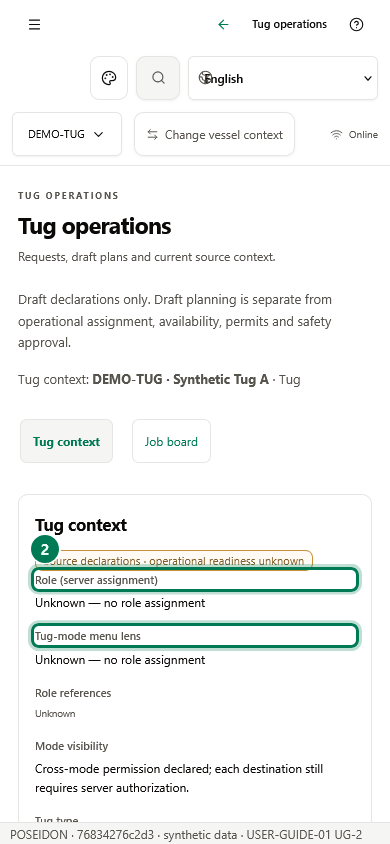 Tug operations
English
DEMO-TUG
Change vessel context
Online
TUG OPERATIONS
Tug operations
Requests, draft plans and current source context.
Draft declarations only. Draft planning is separate from
operational assignment, availability, permits and safety
approval.
Tug context: DEMO-TUG · Synthetic Tug A · Tug
Tug context
Job board
Tug context
2
source declarations · operational readiness unknown
Role (server assignment)
Unknown — no role assignment
Tug-mode menu lens
Unknown — no role assignment
Role references
Unknown
Mode visibility
Cross-mode permission declared; each destination still
requires server authorization.
Tug type
POSEIDON · 76834276c2d3 · synthetic data · USER-GUIDE-01 UG-2